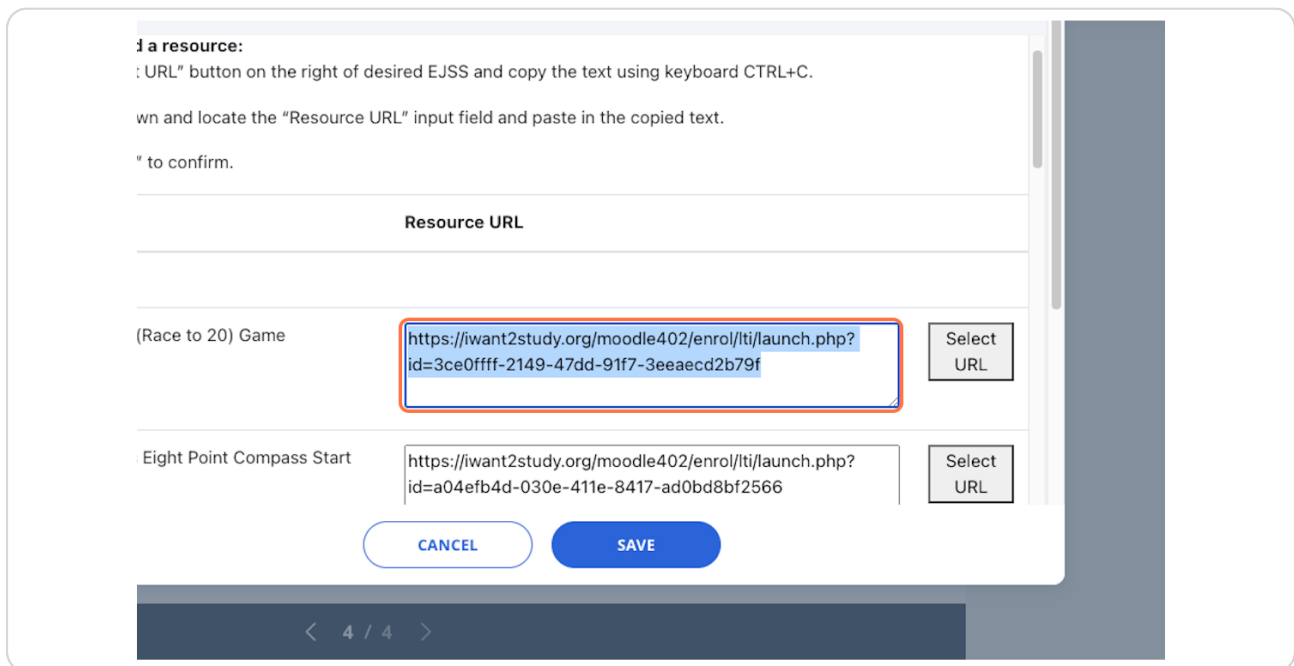 d a resource:
URL” button on the right of desired EJSS and copy the text using keyboard CTRL+C.
wn and locate the “Resource URL” input field and paste in the copied text.
” to confirm.
Resource URL
(Race to 20) Game
https://iwant2study.org/moodle402/enrol/lti/launch.php?
id=3ce0ffff-2149-47dd-91f7-3eeaecd2b79f
Select
URL
Eight Point Compass Start
https://iwant2study.org/moodle402/enrol/lti/launch.php?
id=a04efb4d-030e-411e-8417-ad0bd8bf2566
Select
URL
CANCEL
SAVE
< 4 / 4 >